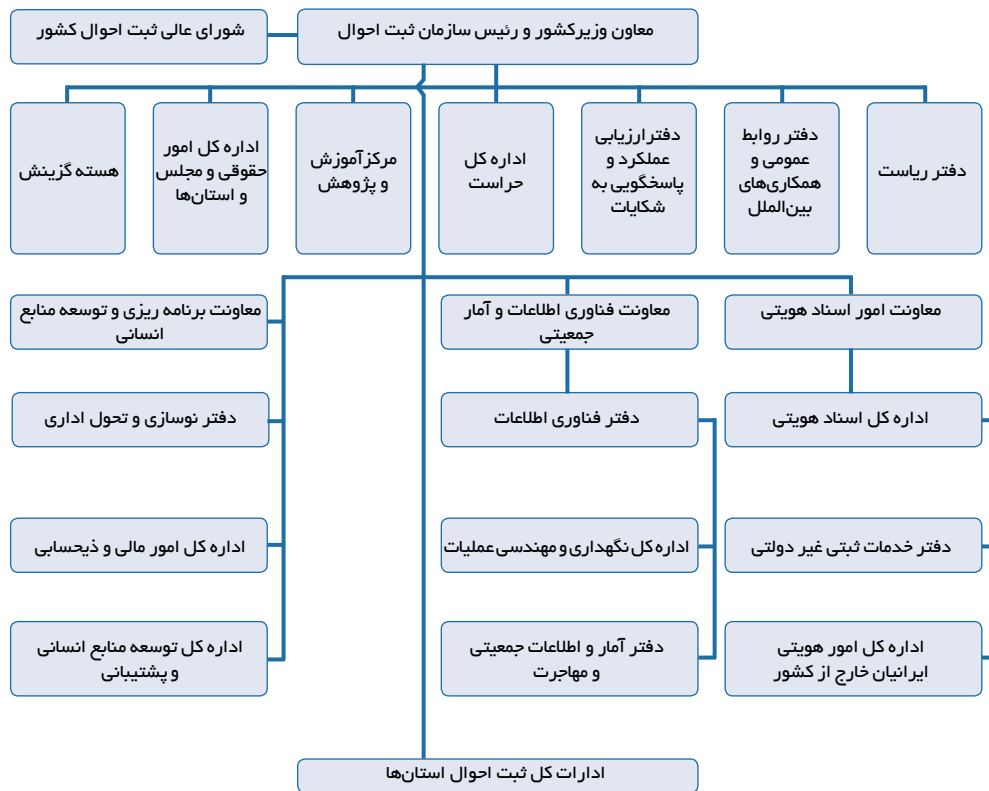 معاون وزیرکشور و رئیس سازمان ثبت احوال
شورای عالی ثبت احوال کشور
دفتر ریاست
دفتر روابط
عمومی و
همکاری‌های
بین‌الملل
دفترارزیابی
عملکرد و
پاسخگویی به
شکایات
اداره کل
حراست
مرکزآموزش
و پژوهش
اداره کل امور
حقوقی و مجلس
و استان‌ها
هسته گزینش
معاونت امور اسناد هویتی
معاونت فناوری اطلاعات و آمار
جمعیتی
معاونت برنامه ریزی و توسعه منابع
انسانی
اداره کل اسناد هویتی
دفتر فناوری اطلاعات
دفتر نوسازی و تحول اداری
دفتر خدمات ثبتی غیر دولتی
اداره کل نگهداری و مهندسی عملیات
اداره کل امور مالی و ذیحسابی
اداره کل امور هویتی
ایرانیان خارج از کشور
دفتر آمار و اطلاعات جمعیتی
و مهاجرت
اداره کل توسعه منابع انسانی
و پشتیبانی
ادارات کل ثبت احوال استان‌ها